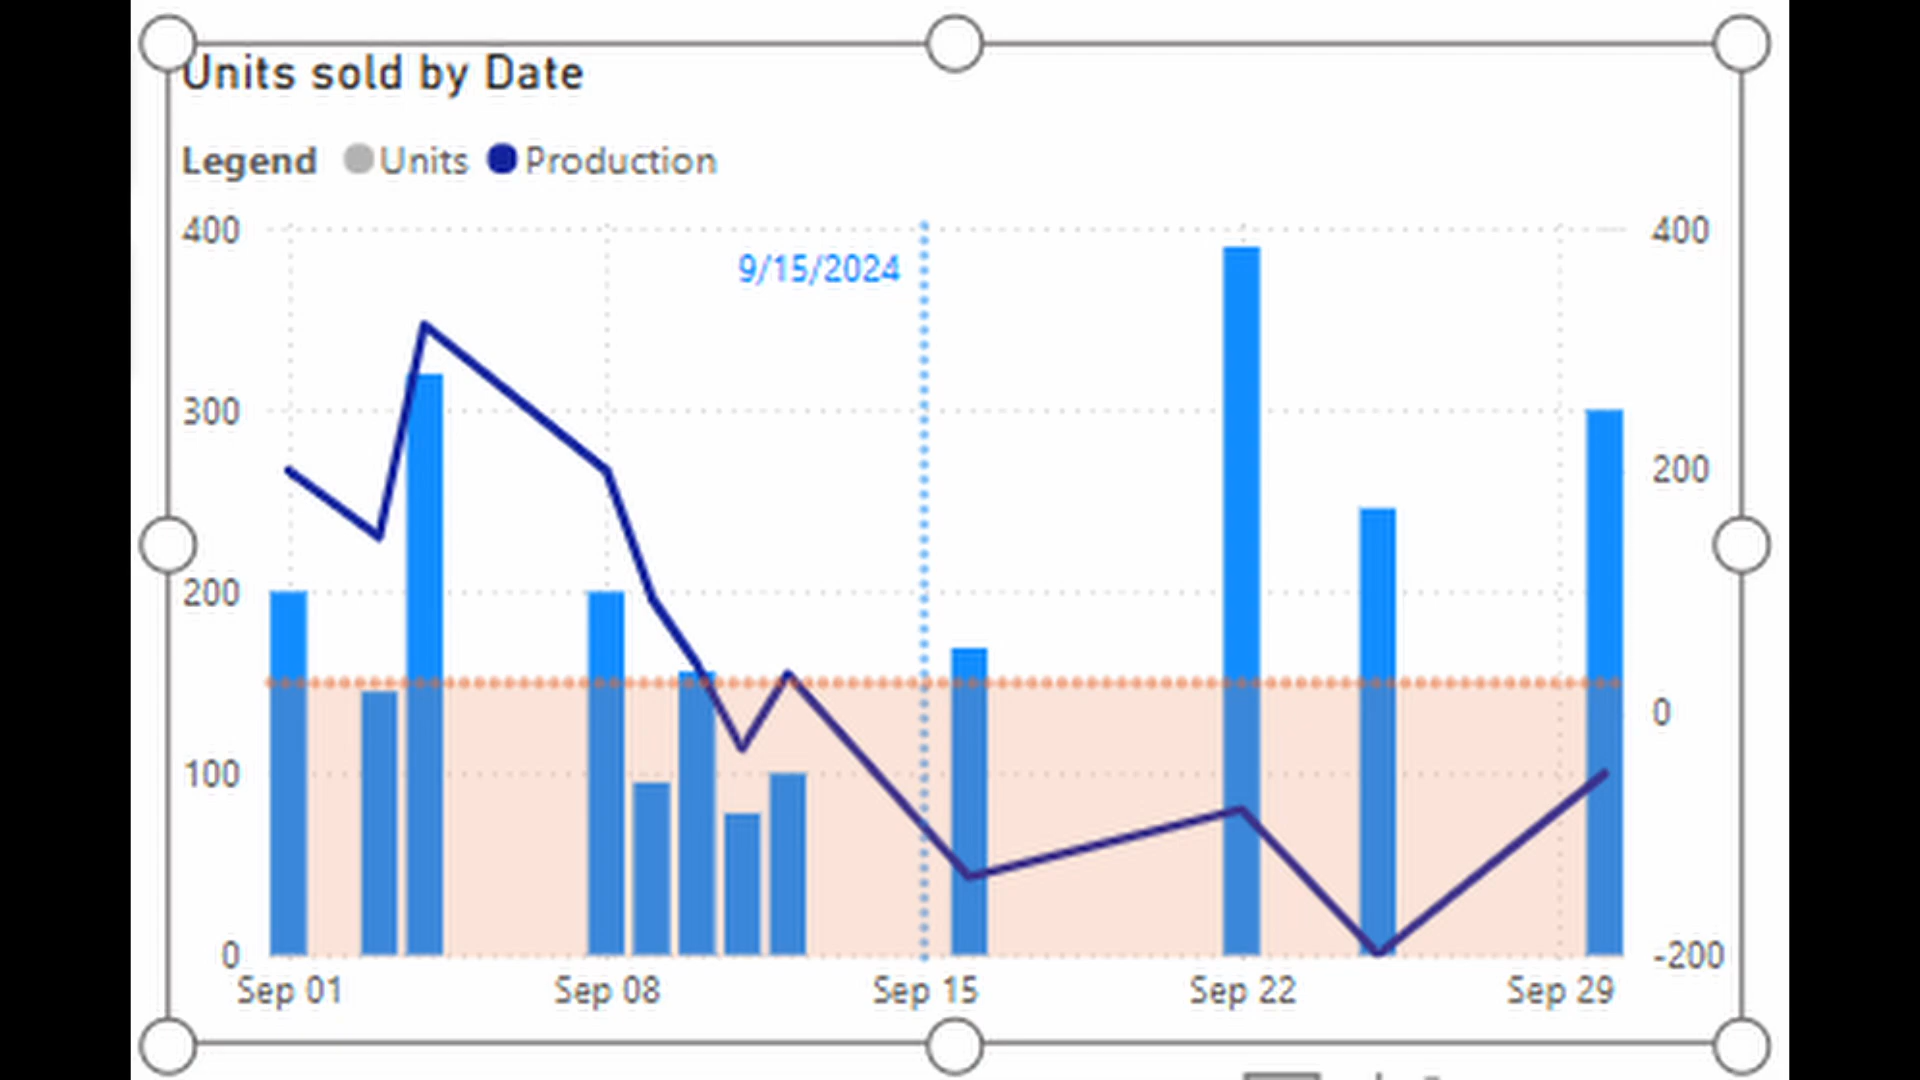 Units sold by Date
Legend Units Production
400 400
9/15/2024
300
200
200
0
100
0 -200
Sep 01 Sep 08 Sep 15 Sep 22 Sep 29